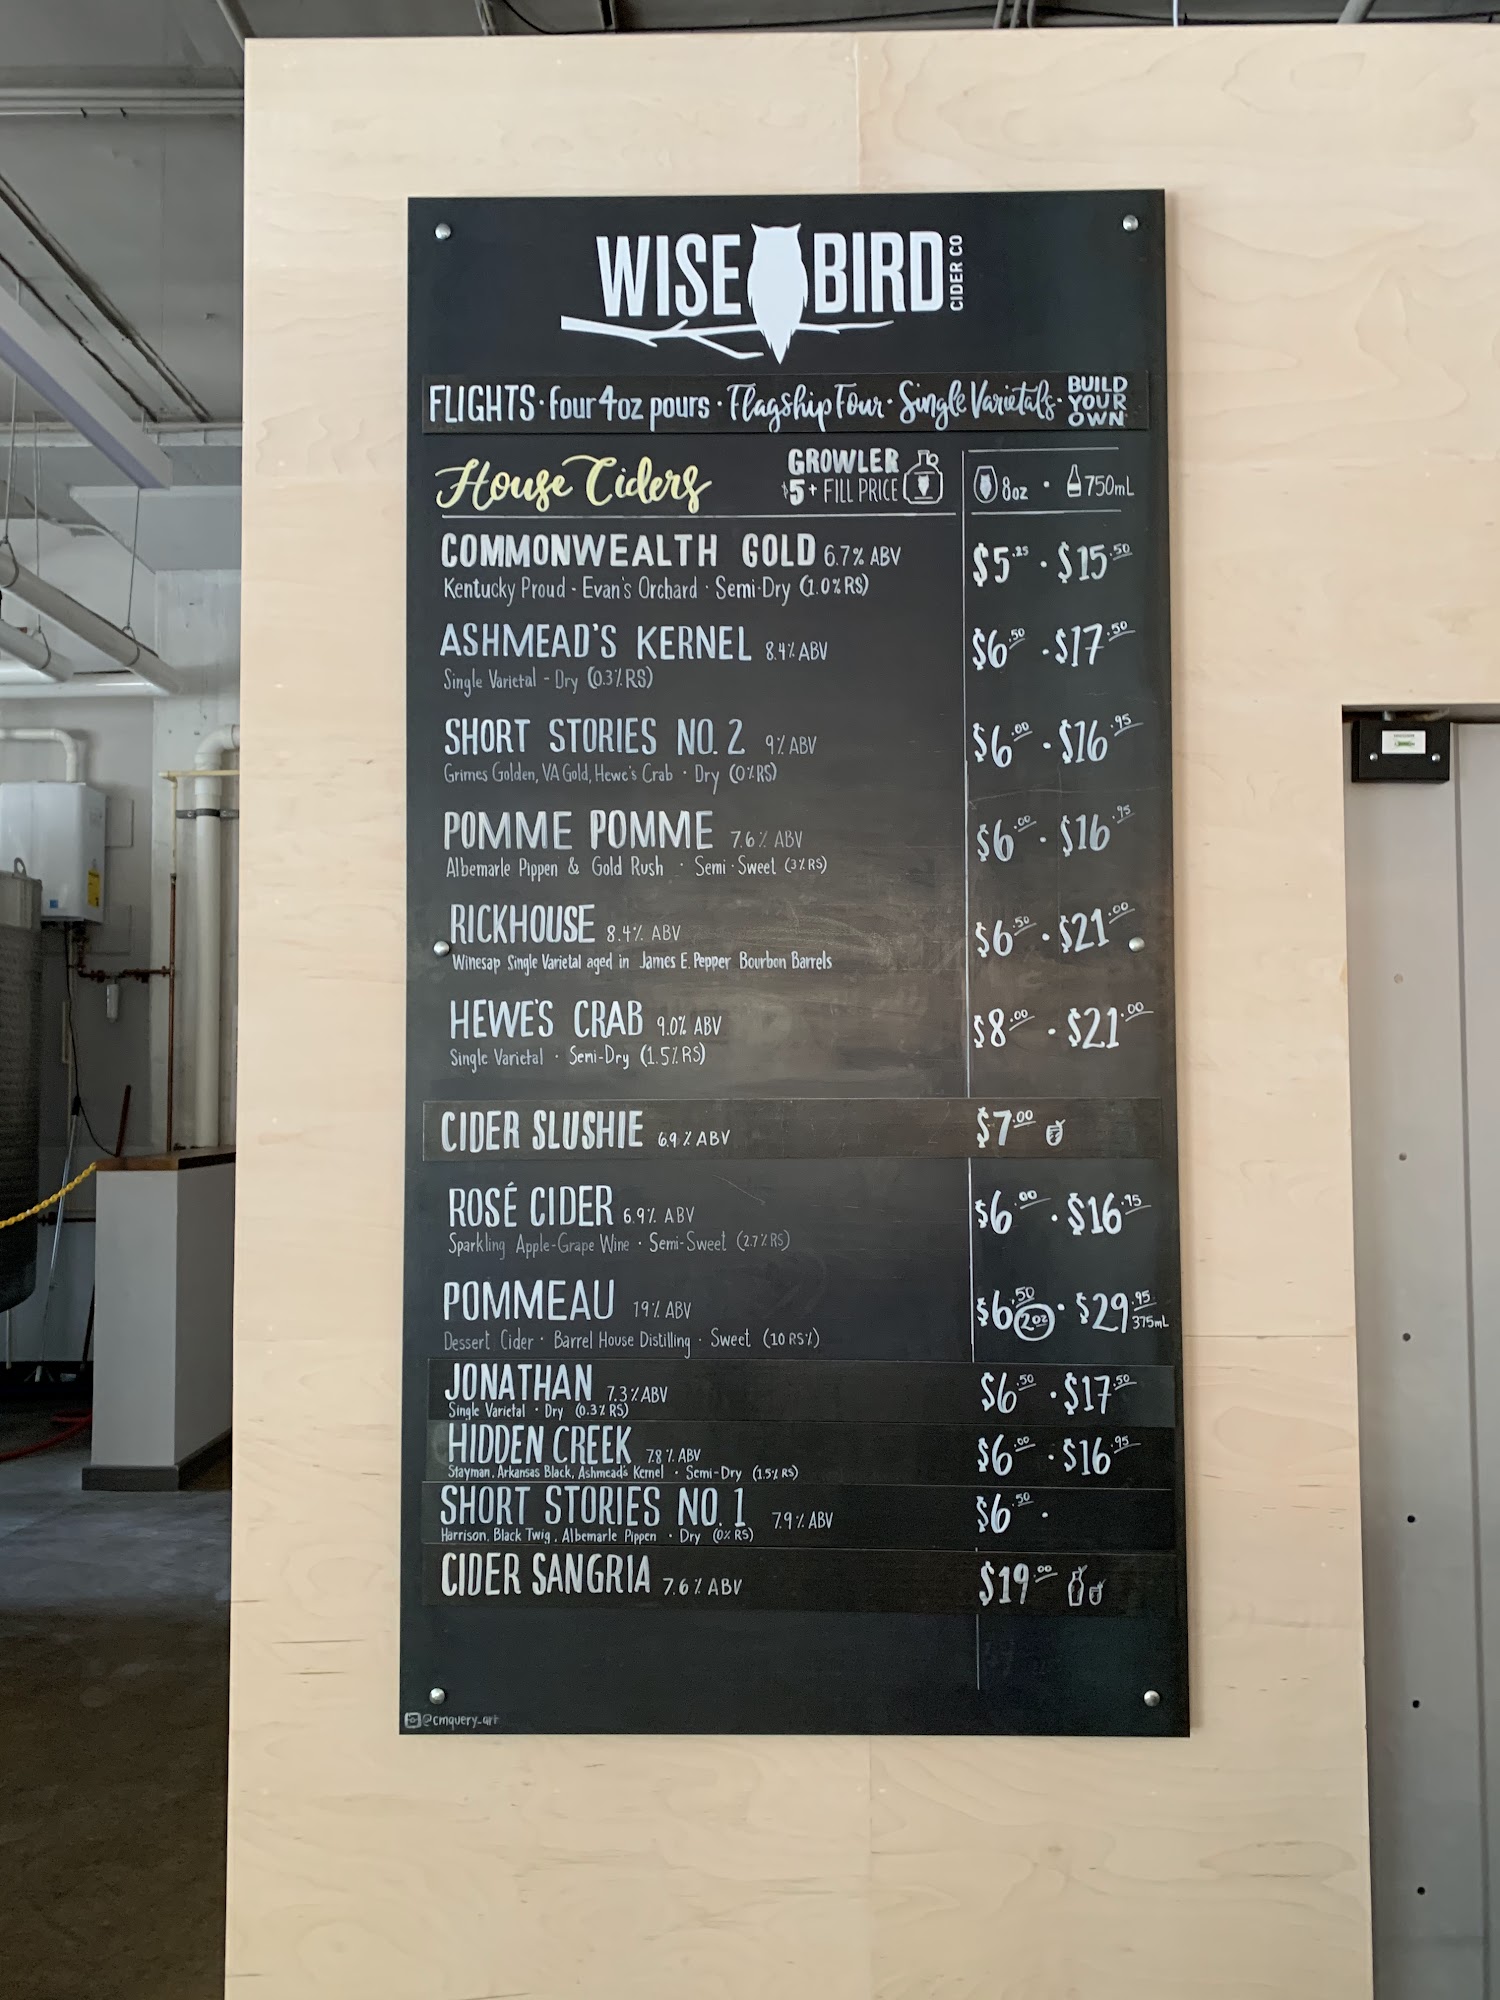 WISE BIRD CIDER CO
FLIGHTS · four 4oz pours · Flagship Four · Single Varietals · BUILD YOUR OWN
House Ciders
GROWLER
$5 + FILL PRICE
8oz · 750mL
COMMONWEALTH GOLD 6.7% ABV $5.25 · $15.50
Kentucky Proud - Evan's Orchard · Semi-Dry (1.0% RS)
ASHMEAD'S KERNEL 8.4% ABV $6.50 · $17.50
Single Varietal - Dry (0.3% RS)
SHORT STORIES NO. 2 9% ABV $6.00 · $16.95
Grimes Golden, VA Gold, Hewe's Crab · Dry (0% RS)
POMME POMME 7.6% ABV $6.00 · $16.95
Albemarle Pippen & Gold Rush · Semi-Sweet (3% RS)
RICKHOUSE 8.4% ABV $6.50 · $21.00
Winesap Single Varietal aged in James E. Pepper Bourbon Barrels
HEWE'S CRAB 9.0% ABV $8.00 · $21.00
Single Varietal · Semi-Dry (1.5% RS)
CIDER SLUSHIE 6.9% ABV $7.00
ROSÉ CIDER 6.9% ABV $6.00 · $16.95
Sparkling Apple-Grape Wine · Semi-Sweet (2.7% RS)
POMMEAU 19% ABV $6.50 2oz · $29.95 375mL
Dessert Cider · Barrel House Distilling · Sweet (10 RS%)
JONATHAN 7.3% ABV $6.50 · $17.50
Single Varietal · Dry (0.3% RS)
HIDDEN CREEK 7.8% ABV $6.00 · $16.95
Stayman, Arkansas Black, Ashmead's Kernel · Semi-Dry (1.5% RS)
SHORT STORIES NO. 1 7.9% ABV $6.50 ·
Harrison, Black Twig, Albemarle Pippen · Dry (0% RS)
CIDER SANGRIA 7.6% ABV $19.00
@cmquery_art